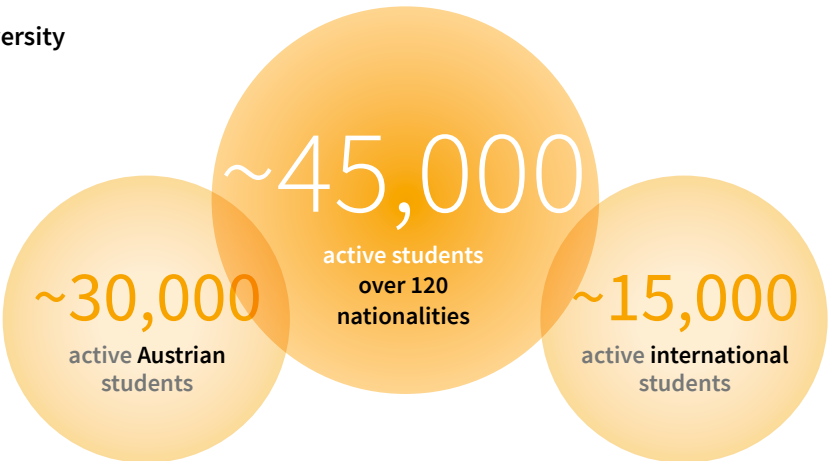 ersity
~45,000
active students
over 120
nationalities
~30,000
active Austrian
students
~15,000
active international
students